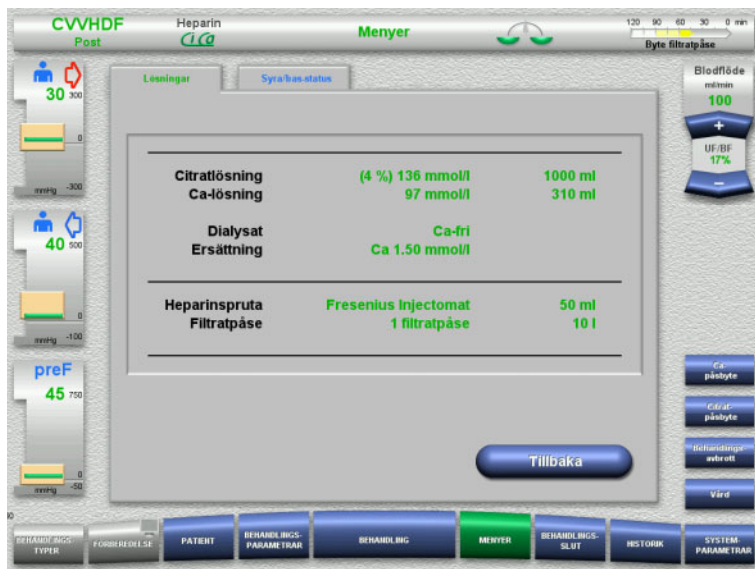 CVVHDF
Post
Heparin
CiCa
Menyer
120 90 60 30 0 min
Byte filtratpåse
30 300
0
mmHg -300
40 500
0
mmHg -100
preF
45 750
0
mmHg -50
Lösningar
Syra/bas-status
Citratlösning (4 %) 136 mmol/l 1000 ml
Ca-lösning 97 mmol/l 310 ml
Dialysat Ca-fri
Ersättning Ca 1.50 mmol/l
Heparinspruta Fresenius Injectomat 50 ml
Filtratpåse 1 filtratpåse 10 l
Tillbaka
Blodflöde
ml/min
100
+
UF/BF
17%
−
Ca-
påsbyte
Citrat-
påsbyte
Behandlings-
avbrott
Vård
BEHANDLINGS-
TYPER
FÖRBEREDELSE
PATIENT
BEHANDLINGS-
PARAMETRAR
BEHANDLING
MENYER
BEHANDLINGS-
SLUT
HISTORIK
SYSTEM-
PARAMETRAR